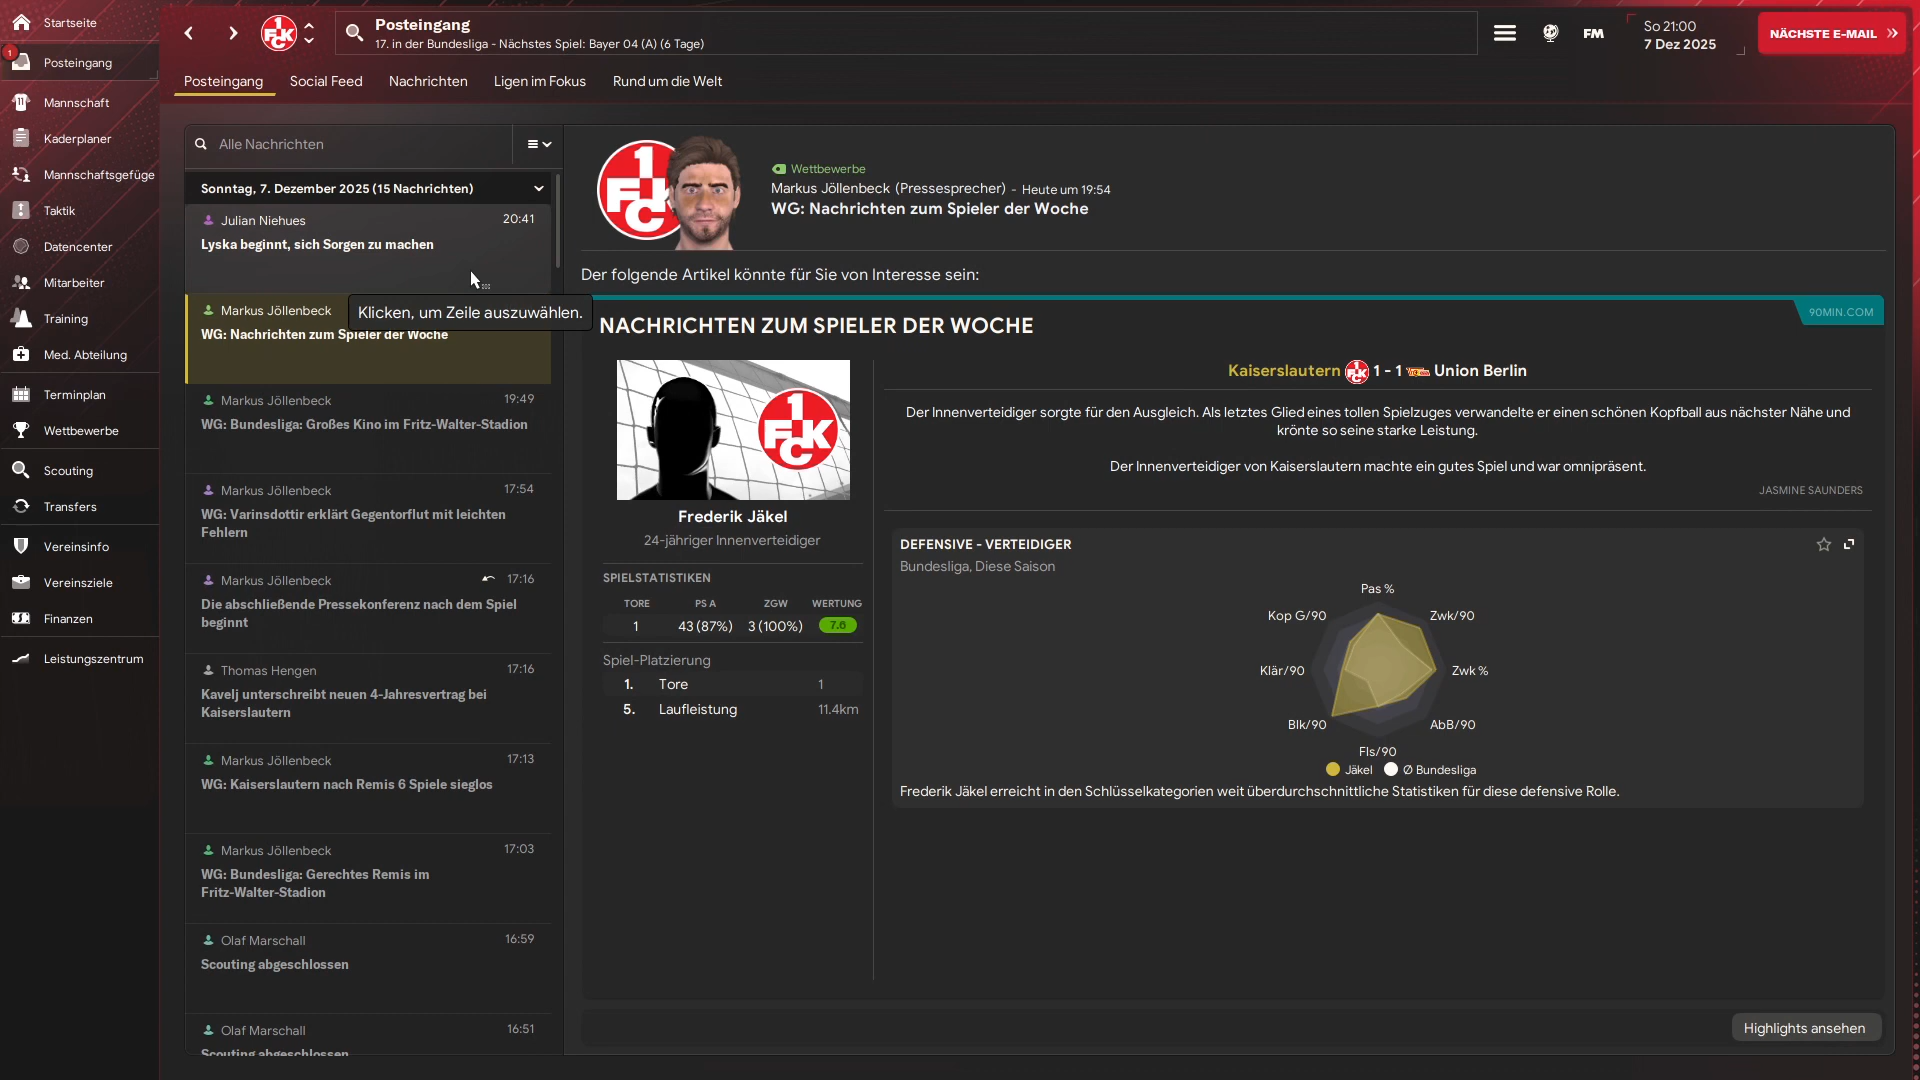 Startseite
1
Posteingang
Mannschaft
Kaderplaner
Mannschaftsgefüge
Taktik
Datencenter
Mitarbeiter
Training
Med. Abteilung
Terminplan
Wettbewerbe
Scouting
Transfers
Vereinsinfo
Vereinsziele
Finanzen
Leistungszentrum
Posteingang
17. in der Bundesliga - Nächstes Spiel: Bayer 04 (A) (6 Tage)
FM
So 21:00
7 Dez 2025
NÄCHSTE E-MAIL
Posteingang Social Feed Nachrichten Ligen im Fokus Rund um die Welt
Alle Nachrichten
Sonntag, 7. Dezember 2025 (15 Nachrichten)
Julian Niehues 20:41
Lyska beginnt, sich Sorgen zu machen
Markus Jöllenbeck
Klicken, um Zeile auszuwählen.
WG: Nachrichten zum Spieler der Woche
Markus Jöllenbeck 19:49
WG: Bundesliga: Großes Kino im Fritz-Walter-Stadion
Markus Jöllenbeck 17:54
WG: Varinsdottir erklärt Gegentorflut mit leichten
Fehlern
Markus Jöllenbeck 17:16
Die abschließende Pressekonferenz nach dem Spiel
beginnt
Thomas Hengen 17:16
Kavelj unterschreibt neuen 4-Jahresvertrag bei
Kaiserslautern
Markus Jöllenbeck 17:13
WG: Kaiserslautern nach Remis 6 Spiele sieglos
Markus Jöllenbeck 17:03
WG: Bundesliga: Gerechtes Remis im
Fritz-Walter-Stadion
Olaf Marschall 16:59
Scouting abgeschlossen
Olaf Marschall 16:51
Scouting abgeschlossen
1 FCK
Wettbewerbe
Markus Jöllenbeck (Pressesprecher) - Heute um 19:54
WG: Nachrichten zum Spieler der Woche
Der folgende Artikel könnte für Sie von Interesse sein:
90MIN.COM
NACHRICHTEN ZUM SPIELER DER WOCHE
1 FCK
Frederik Jäkel
24-jähriger Innenverteidiger
SPIELSTATISTIKEN
TORE PS A ZGW WERTUNG
1 43 (87%) 3 (100%) 7.6
Spiel-Platzierung
1. Tore 1
5. Laufleistung 11.4km
Kaiserslautern 1 - 1 Union Berlin
Der Innenverteidiger sorgte für den Ausgleich. Als letztes Glied eines tollen Spielzuges verwandelte er einen schönen Kopfball aus nächster Nähe und
krönte so seine starke Leistung.
Der Innenverteidiger von Kaiserslautern machte ein gutes Spiel und war omnipräsent.
JASMINE SAUNDERS
DEFENSIVE - VERTEIDIGER
Bundesliga, Diese Saison
Pas %
Kop G/90 Zwk/90
Klär/90 Zwk %
Blk/90 AbB/90
Fls/90
Jäkel Ø Bundesliga
Frederik Jäkel erreicht in den Schlüsselkategorien weit überdurchschnittliche Statistiken für diese defensive Rolle.
Highlights ansehen